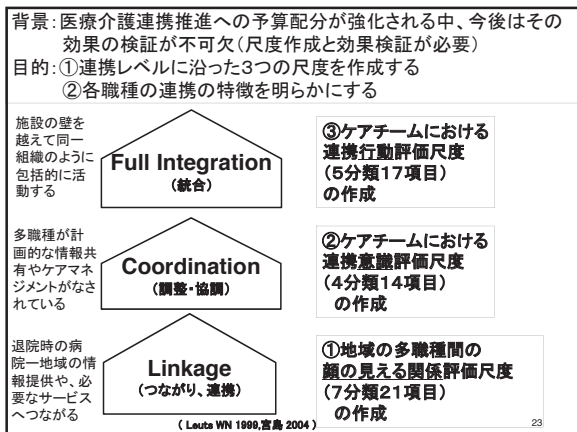 背景：医療介護連携推進への予算配分が強化される中、今後はその
効果の検証が不可欠（尺度作成と効果検証が必要）
目的：①連携レベルに沿った3つの尺度を作成する
②各職種の連携の特徴を明らかにする
施設の壁を
越えて同一
組織のように
包括的に活
動する
Full Integration
（統合）
③ケアチームにおける
連携行動評価尺度
（5分類17項目）
の作成
多職種が計
画的な情報共
有やケアマネ
ジメントがなさ
れている
Coordination
（調整・協調）
②ケアチームにおける
連携意識評価尺度
（4分類14項目）
の作成
退院時の病
院ー地域の情
報提供や、必
要なサービス
へつながる
Linkage
（つながり、連携）
①地域の多職種間の
顔の見える関係評価尺度
（7分類21項目）
の作成
（ Leuts WN 1999,宮島 2004 ）
23